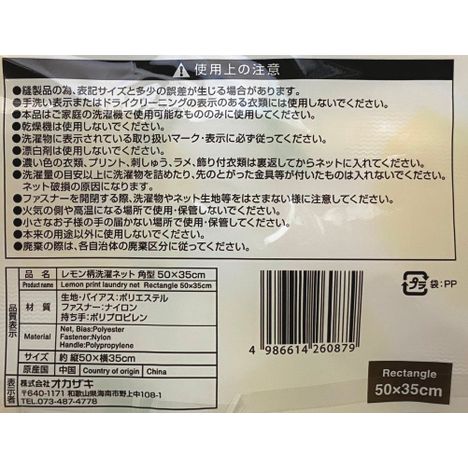 使用上の注意
●縫製品の為、表記サイズと多少の誤差が生じる場合があります。
●手洗い表示またはドライクリーニングの表示のある衣類には使用しないでください。
●本品はご家庭の洗濯機で使用可能なもののみに使用してください。
●乾燥機は使用しないでください。
●洗濯物に表示されている取り扱いマーク・表示に必ず従ってください。
●漂白剤は使用しないでください。
●濃い色の衣類、プリント、刺しゅう、ラメ、飾り付衣類は裏返してからネットに入れてください。
●洗濯量の目安以上に洗濯物を詰めたり、先のとがった金具等が付いたものは入れないでください。
ネット破損の原因になります。
●ファスナーを開閉する際、洗濯物やネット生地等をはさまない様に注意してください。
●火気の側や高温になる場所で使用・保管しないでください。
●小さなお子様の手の届かない場所で使用・保管してください。
●本来の用途以外に使用しないでください。
●廃棄の際は、各自治体の廃棄区分に従ってください。
品質表示
品名 レモン柄洗濯ネット 角型 50×35cm
Product name Lemon print laundry net Rectangle 50×35cm
材質 生地・バイアス:ポリエステル
ファスナー:ナイロン
持ち手:ポリプロピレン
Material Net, Bias:Polyester
Fastener:Nylon
Handle:Polypropylene
サイズ 約 縦50×横35cm
原産国 中国 Country of origin China
表示者 株式会社オカザキ
〒640-1171 和歌山県海南市野上中108-1
TEL.073-487-4778
4 986614 260879
プラ 袋:PP
Rectangle
50×35cm